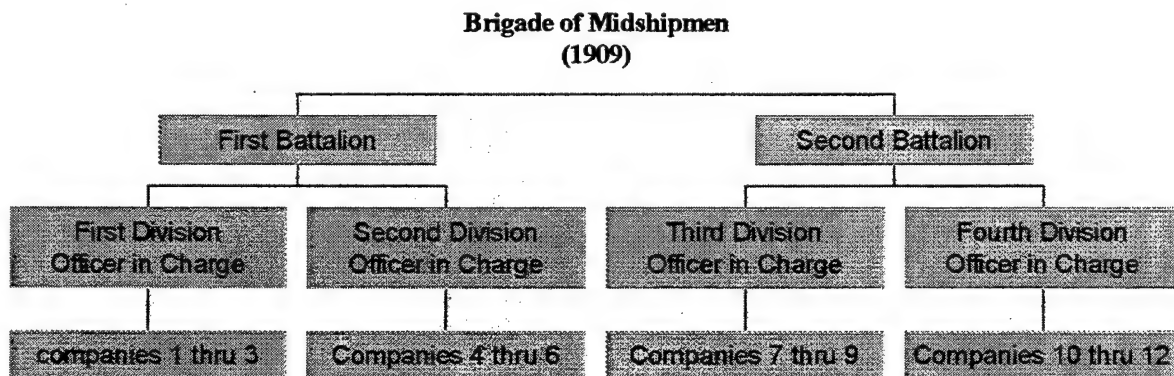 Brigade of Midshipmen
(1909)
First Battalion
Second Battalion
First Division
Officer in Charge
Second Division
Officer in Charge
Third Division
Officer in Charge
Fourth Division
Officer in Charge
companies 1 thru 3
Companies 4 thru 6
Companies 7 thru 9
Companies 10 thru 12